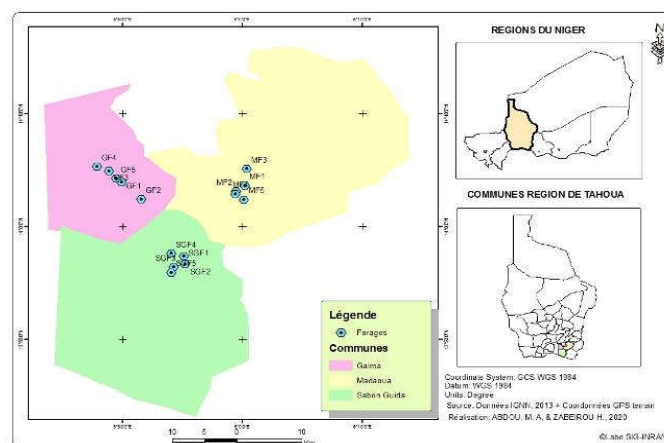 REGIONS DU NIGER
GF4
GF5
GF1
GF2
MF3
MF1
MF2
MF5
SGF4
SGF1
SGF5
SGF2
Légende
Forages
Communes
Galma
Madaoua
Sabon Guida
10 5 0 10
COMMUNES REGION DE TAHOUA
Coordinate System: GCS WGS 1984
Datum: WGS 1984
Units: Degree
Source: Données IGNN, 2013 + Coordonnées GPS terrain
Réalisation: ABDOU, M. A, & ZABEIROU H., 2020
©Labo SIG-INRAN